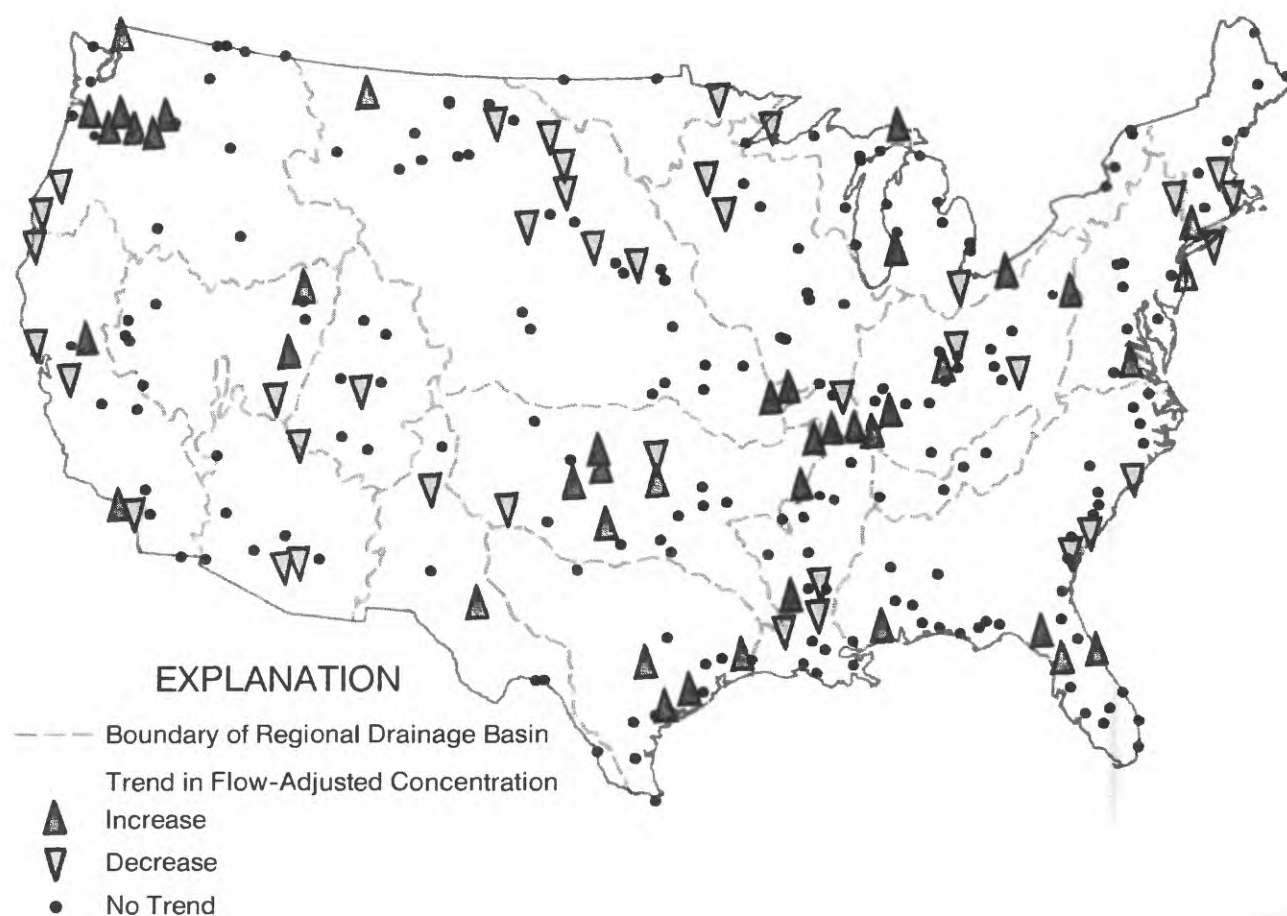 EXPLANATION
Boundary of Regional Drainage Basin
Trend in Flow-Adjusted Concentration
Increase
Decrease
No Trend